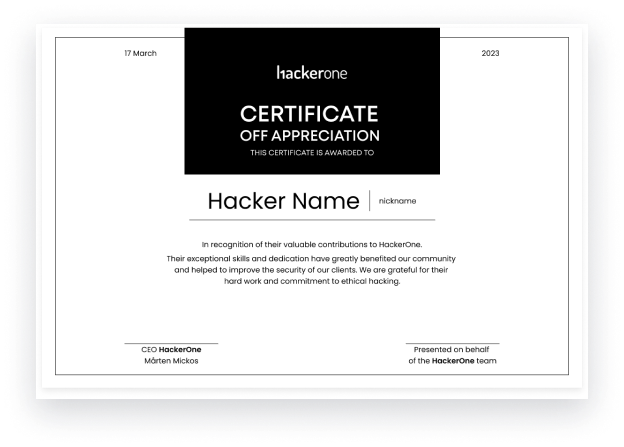 17 March
2023
hackerone
CERTIFICATE
OFF APPRECIATION
THIS CERTIFICATE IS AWARDED TO
Hacker Name | nickname
In recognition of their valuable contributions to HackerOne.
Their exceptional skills and dedication have greatly benefited our community
and helped to improve the security of our clients. We are grateful for their
hard work and commitment to ethical hacking.
CEO HackerOne
Mårten Mickos
Presented on behalf
of the HackerOne team